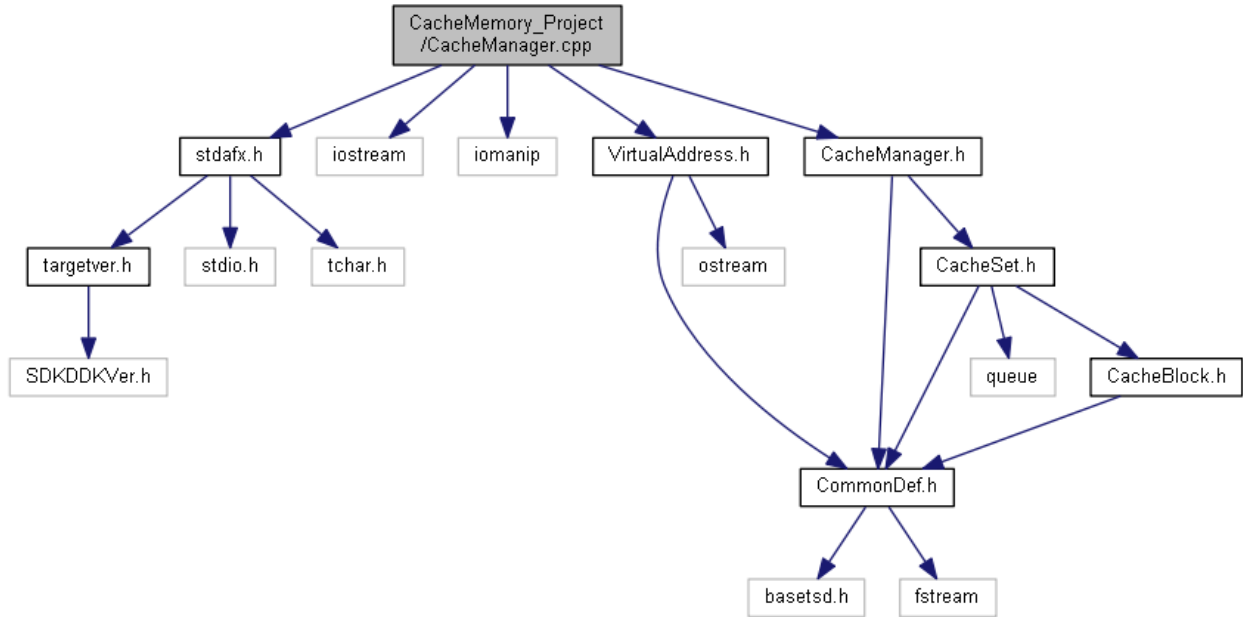 CacheMemory_Project
/CacheManager.cpp
stdafx.h
iostream
iomanip
VirtualAddress.h
CacheManager.h
targetver.h
stdio.h
tchar.h
ostream
CacheSet.h
SDKDDKVer.h
queue
CacheBlock.h
CommonDef.h
basetsd.h
fstream